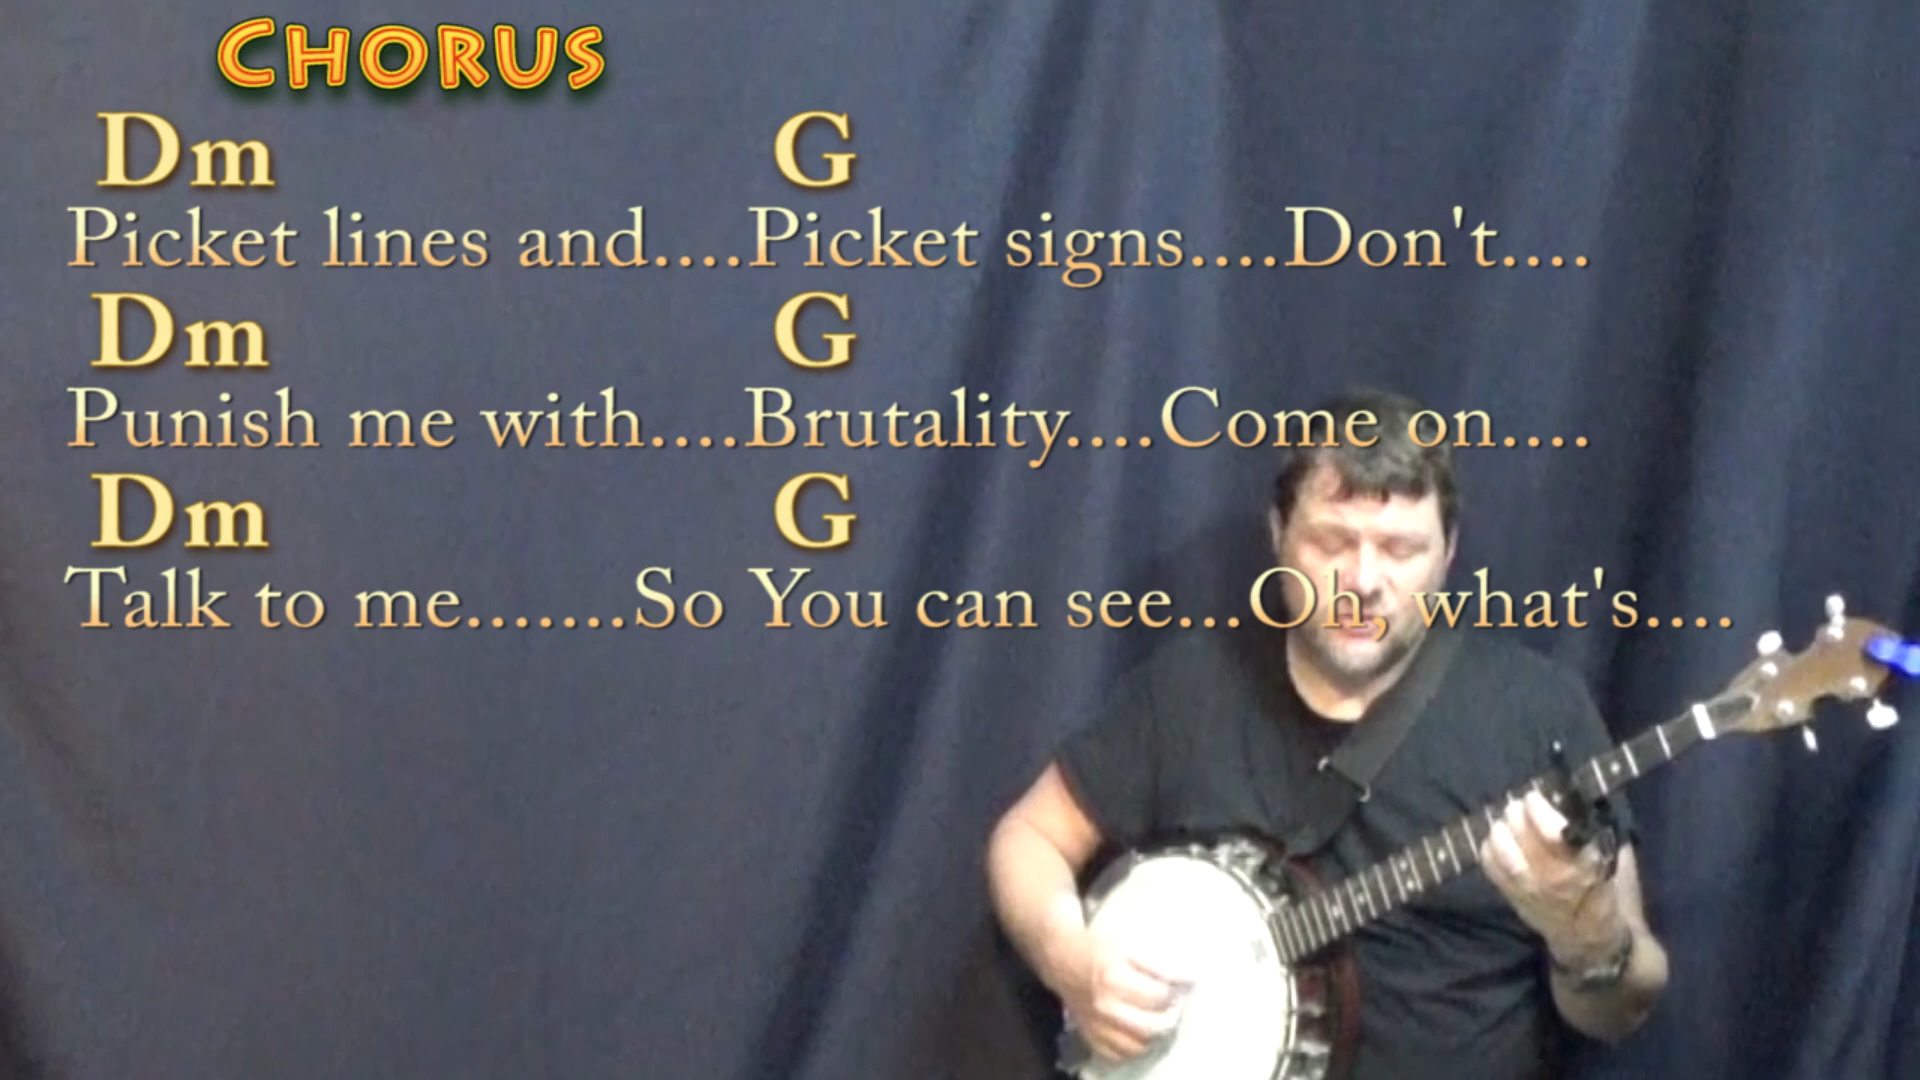 CHORUS
Dm G
Picket lines and....Picket signs....Don't....
Dm G
Punish me with....Brutality....Come on....
Dm G
Talk to me.......So You can see...Oh, what's....